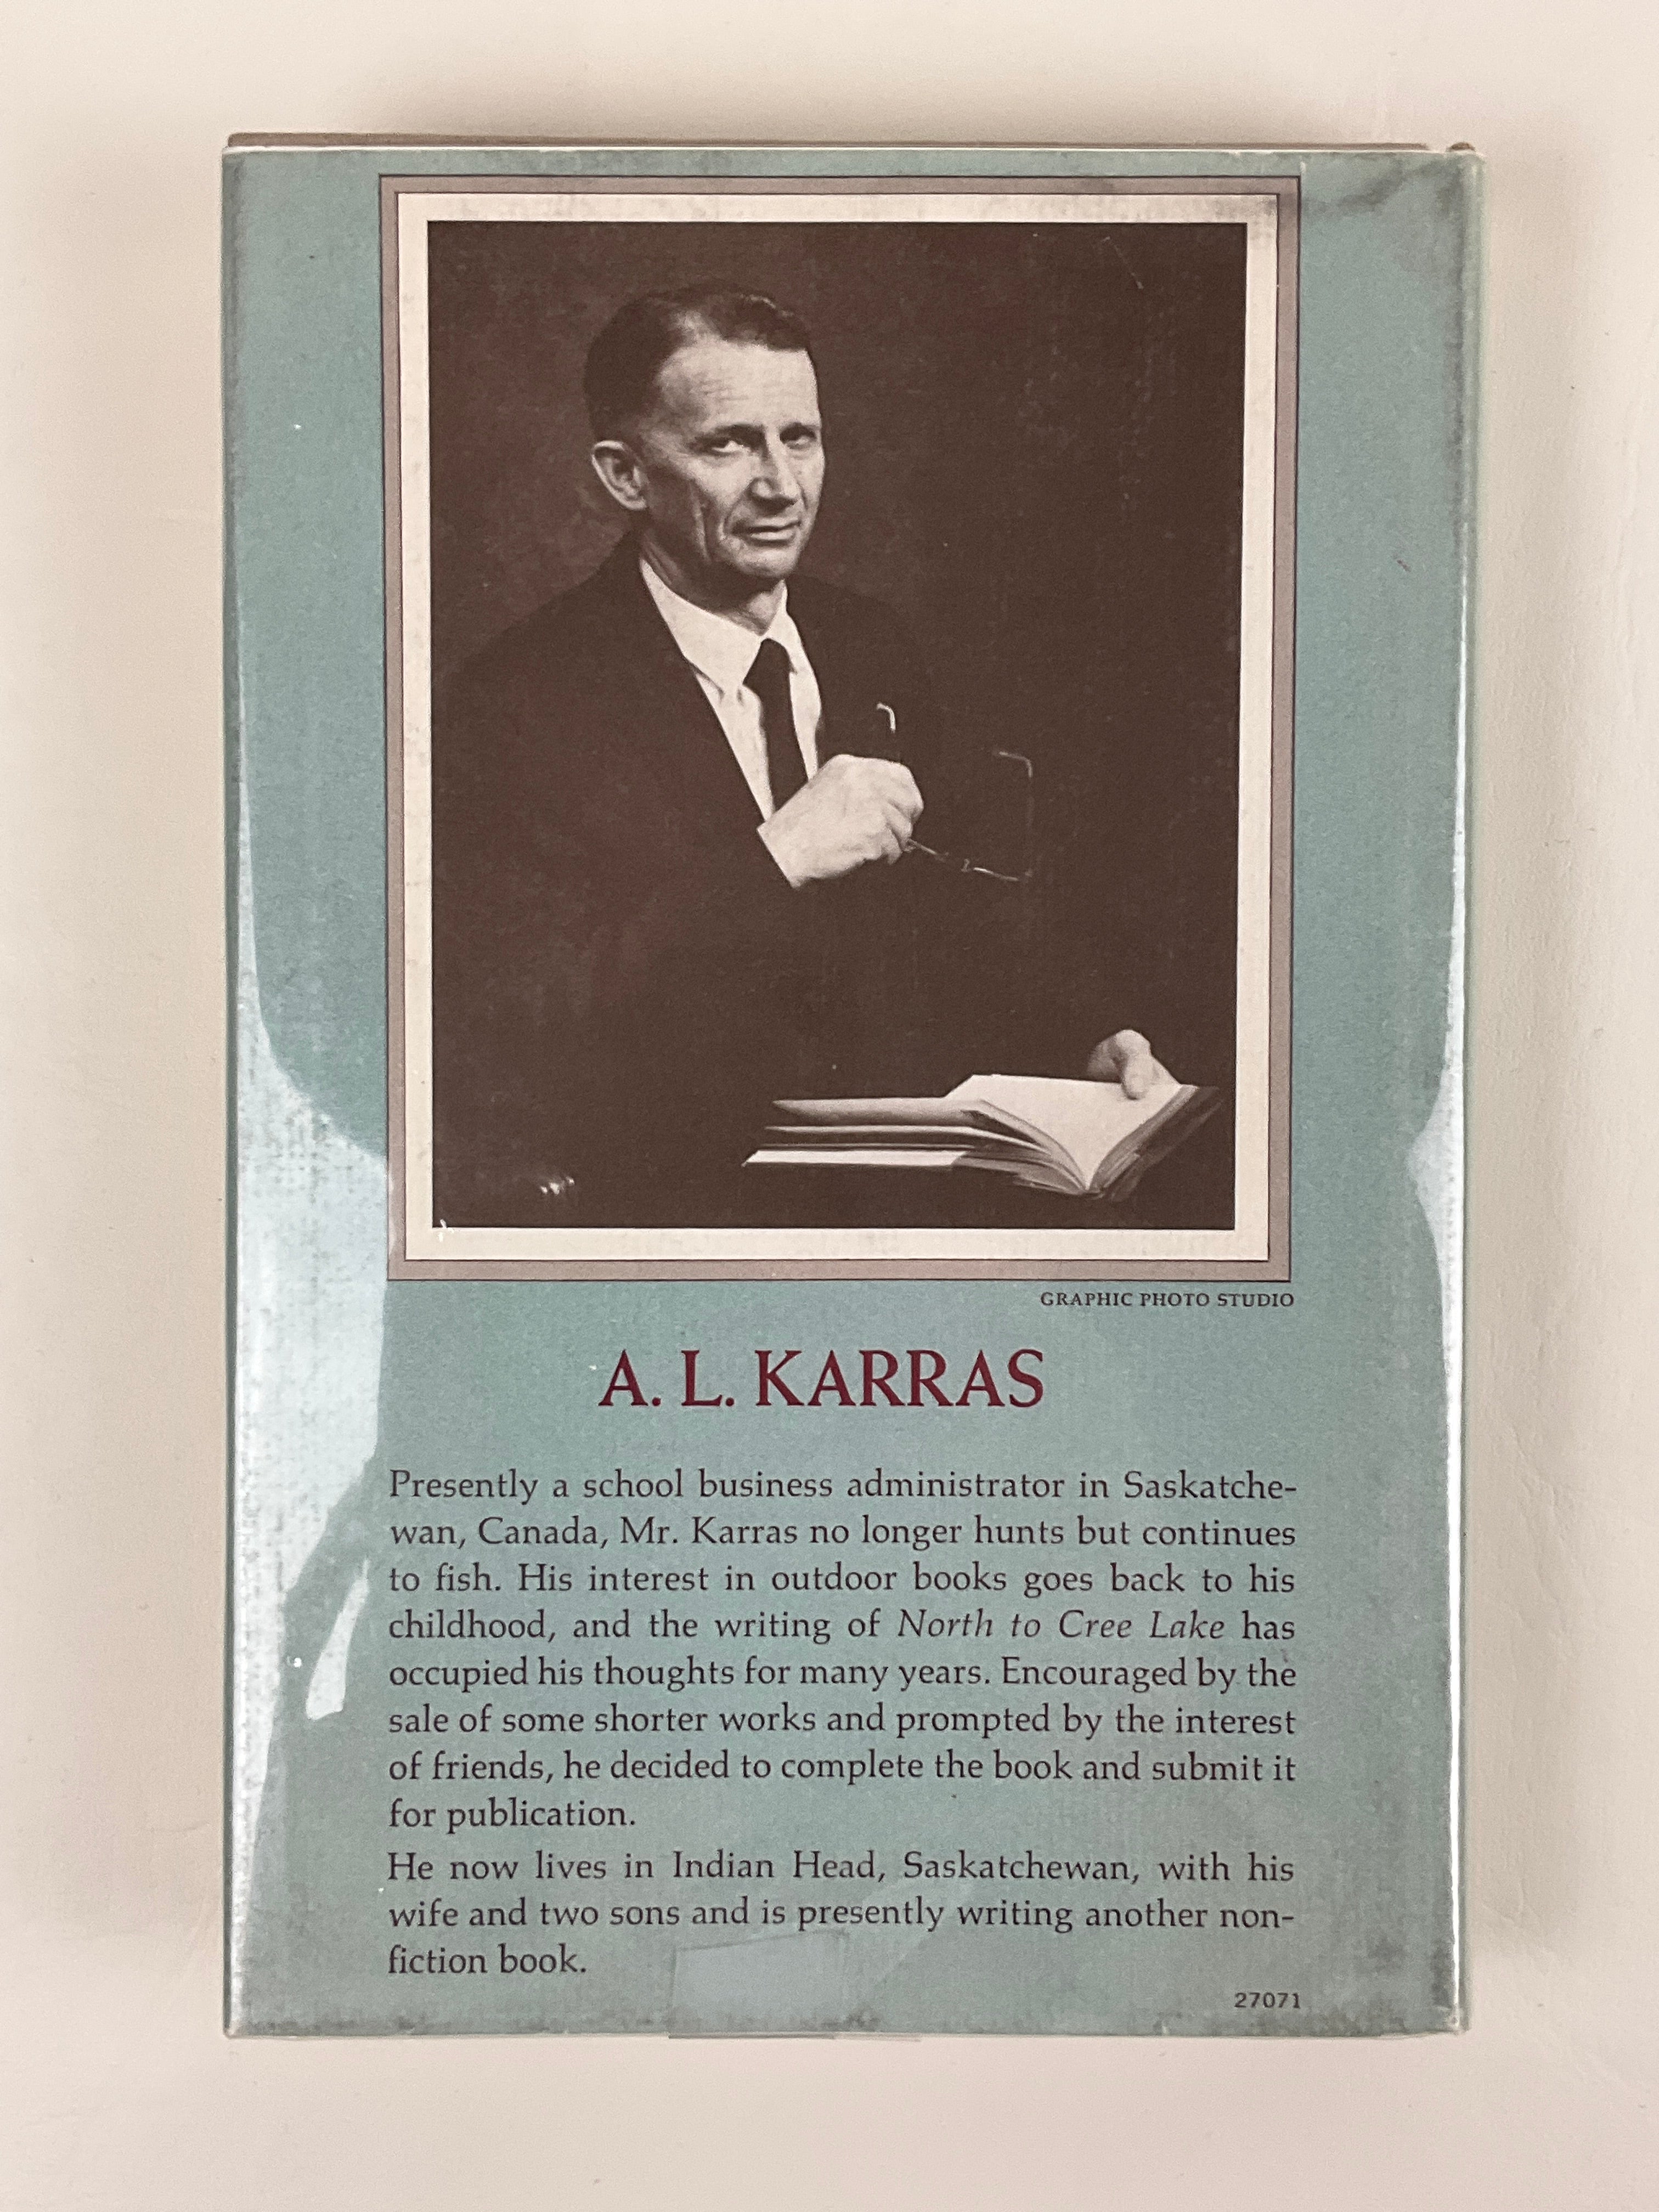 GRAPHIC PHOTO STUDIO
A. L. KARRAS
Presently a school business administrator in Saskatche-
wan, Canada, Mr. Karras no longer hunts but continues
to fish. His interest in outdoor books goes back to his
childhood, and the writing of North to Cree Lake has
occupied his thoughts for many years. Encouraged by the
sale of some shorter works and prompted by the interest
of friends, he decided to complete the book and submit it
for publication.
He now lives in Indian Head, Saskatchewan, with his
wife and two sons and is presently writing another non-
fiction book.
27071